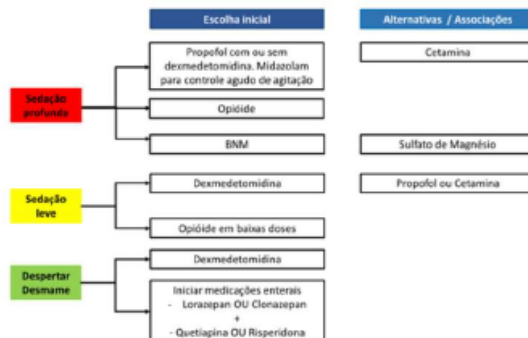 Escolha inicial
Alternativas / Associações
Propofol com ou sem
dexmedetomidina. Midazolam
para controle agudo de agitação
Cetamina
Sedação
profunda
Opióide
BNM
Sulfato de Magnésio
Sedação
leve
Dexmedetomidina
Propofol ou Cetamina
Opióide em baixas doses
Despertar
Desmame
Dexmedetomidina
Iniciar medicações enterais
- Lorazepan OU Clonazepan
+
- Quetiapina OU Risperidona